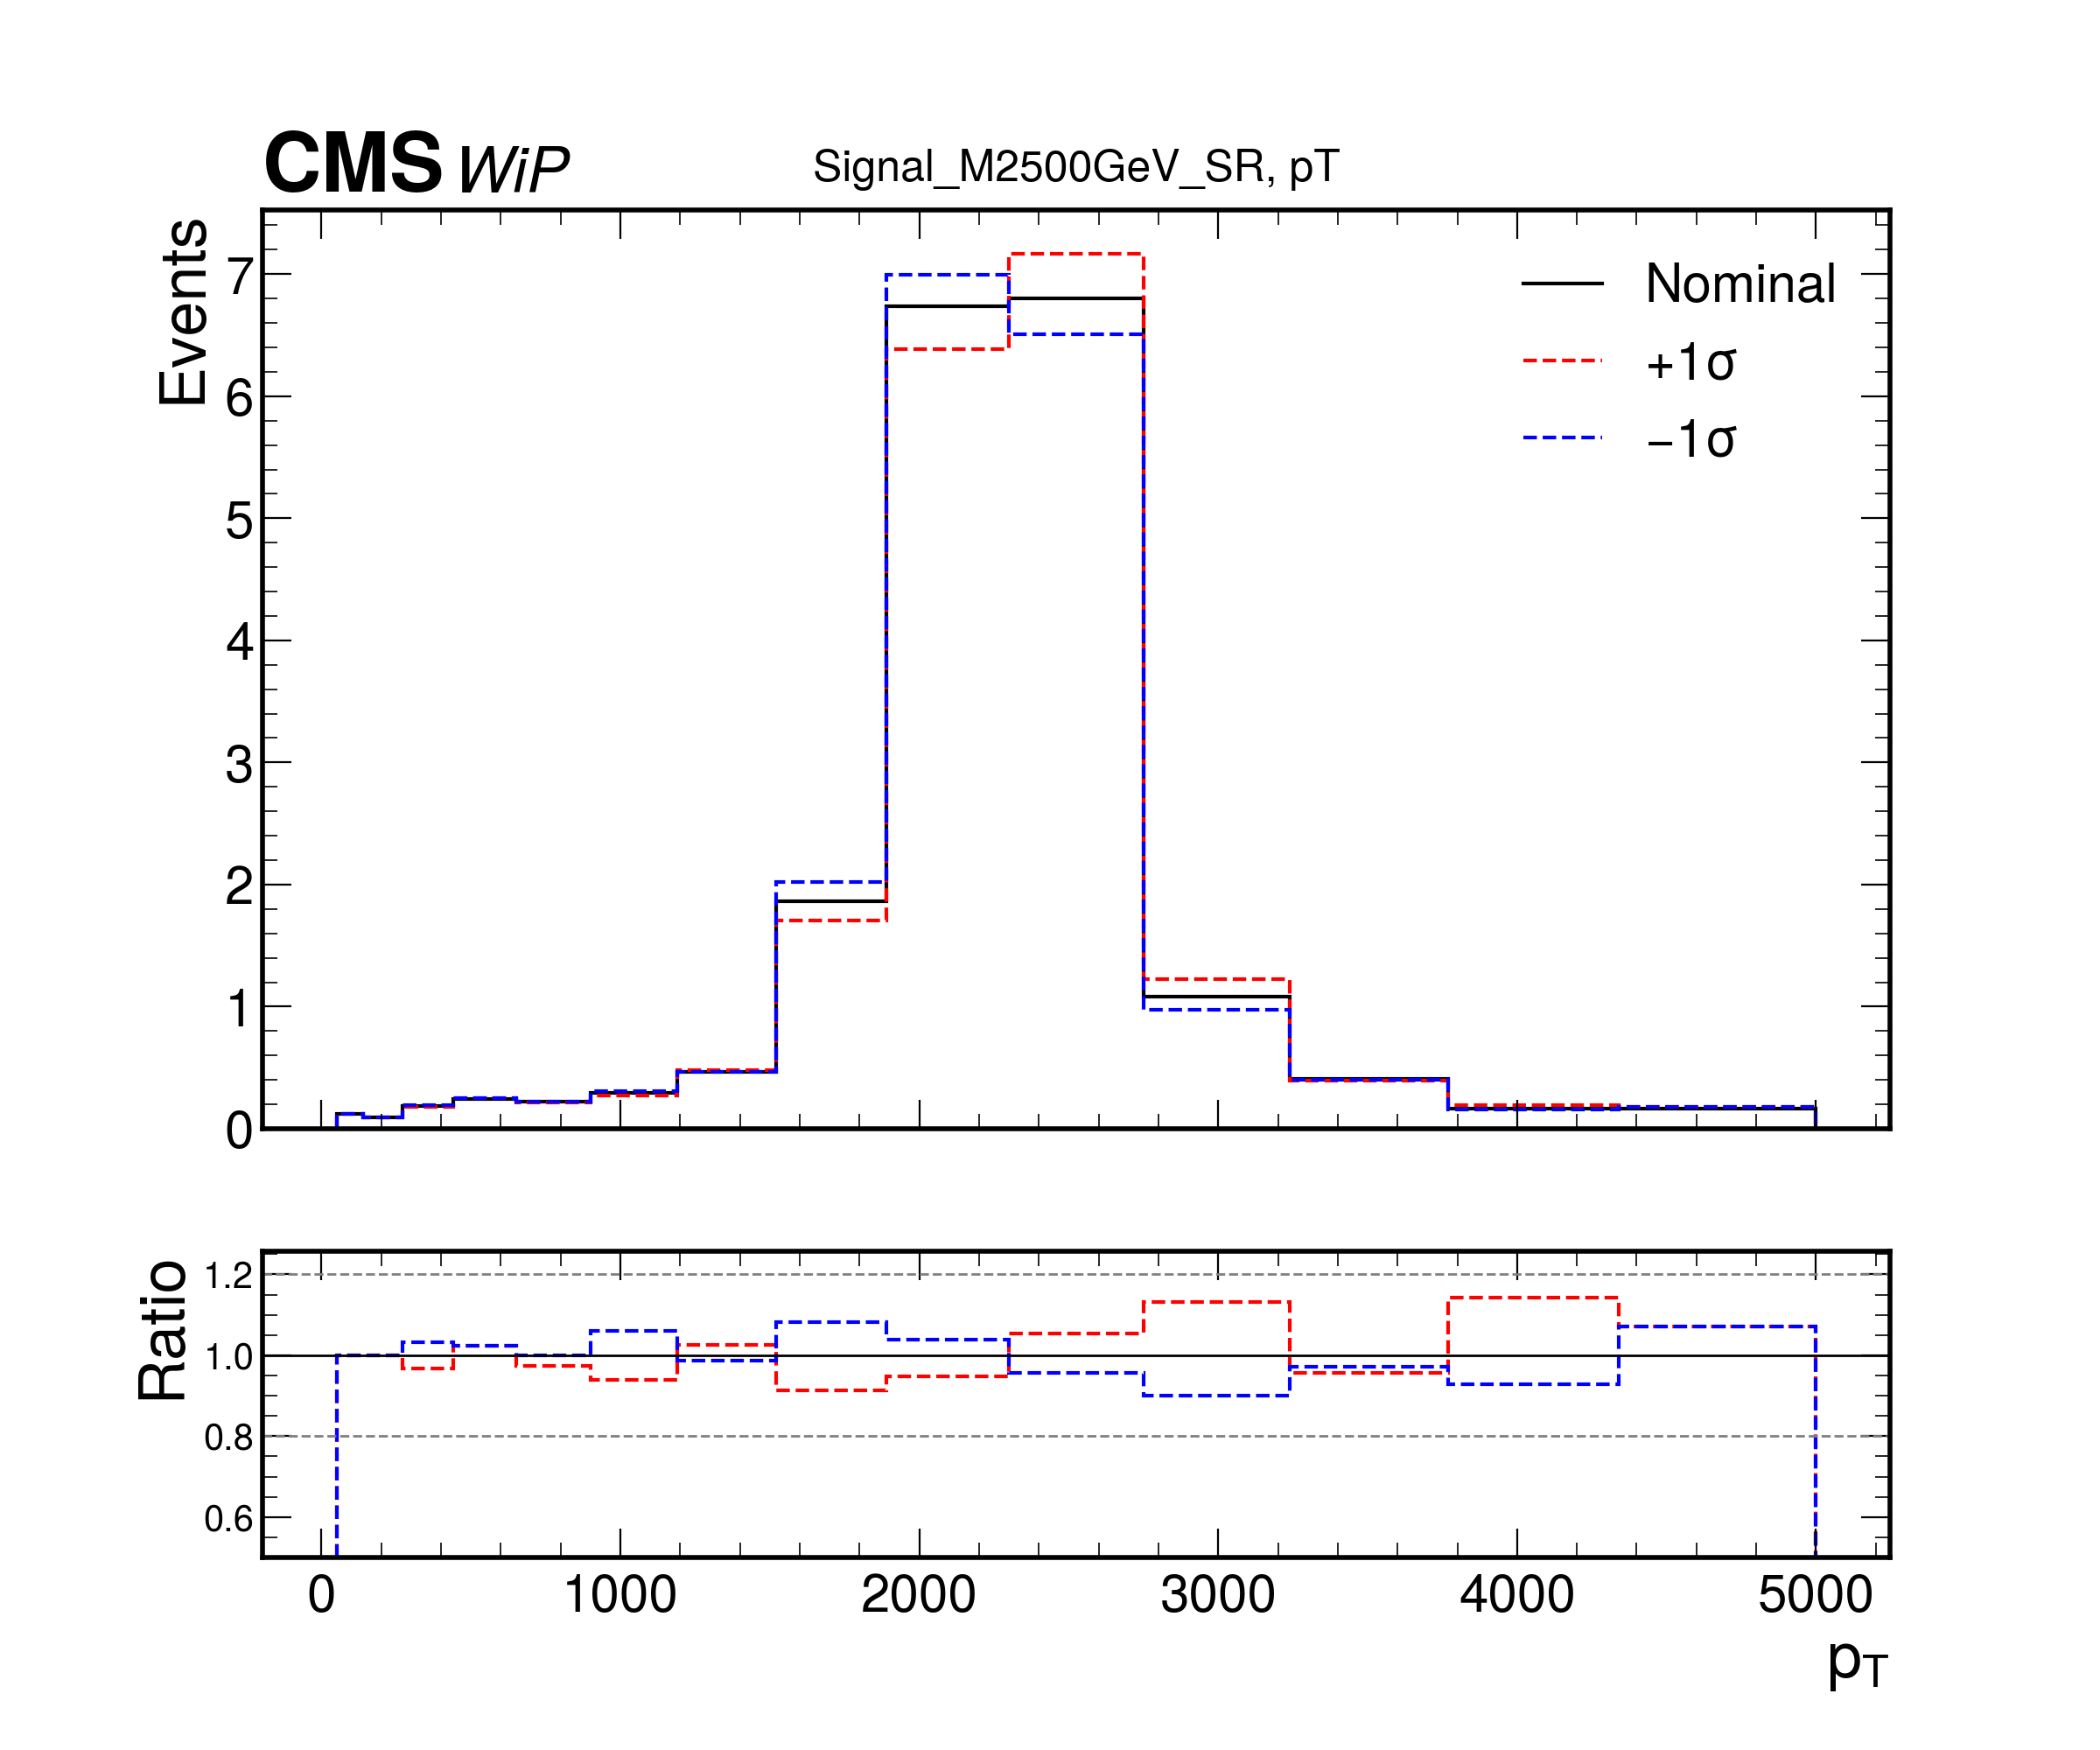 CMS WiP
Signal_M2500GeV_SR, pT
Events
7
6
5
4
3
2
1
0
Nominal
+1σ
−1σ
Ratio
1.2
1.0
0.8
0.6
0 1000 2000 3000 4000 5000
pT